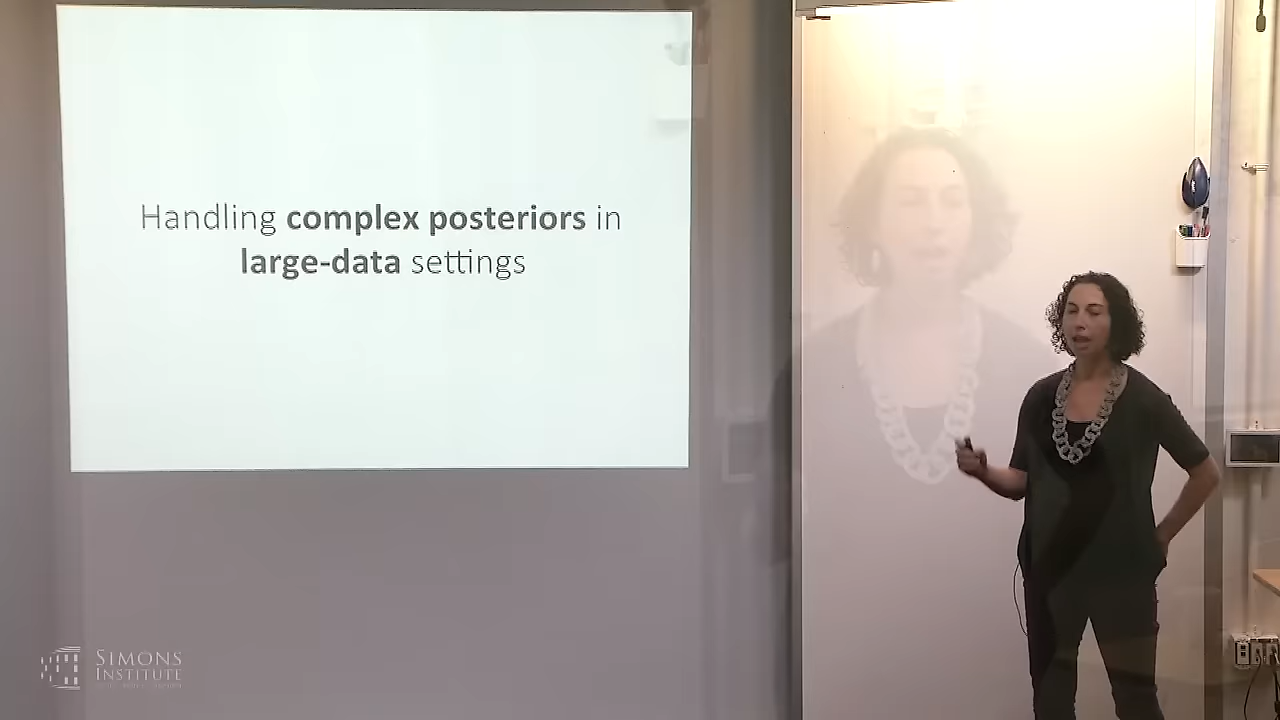 Handling complex posteriors in
large-data settings
SIMONS
INSTITUTE